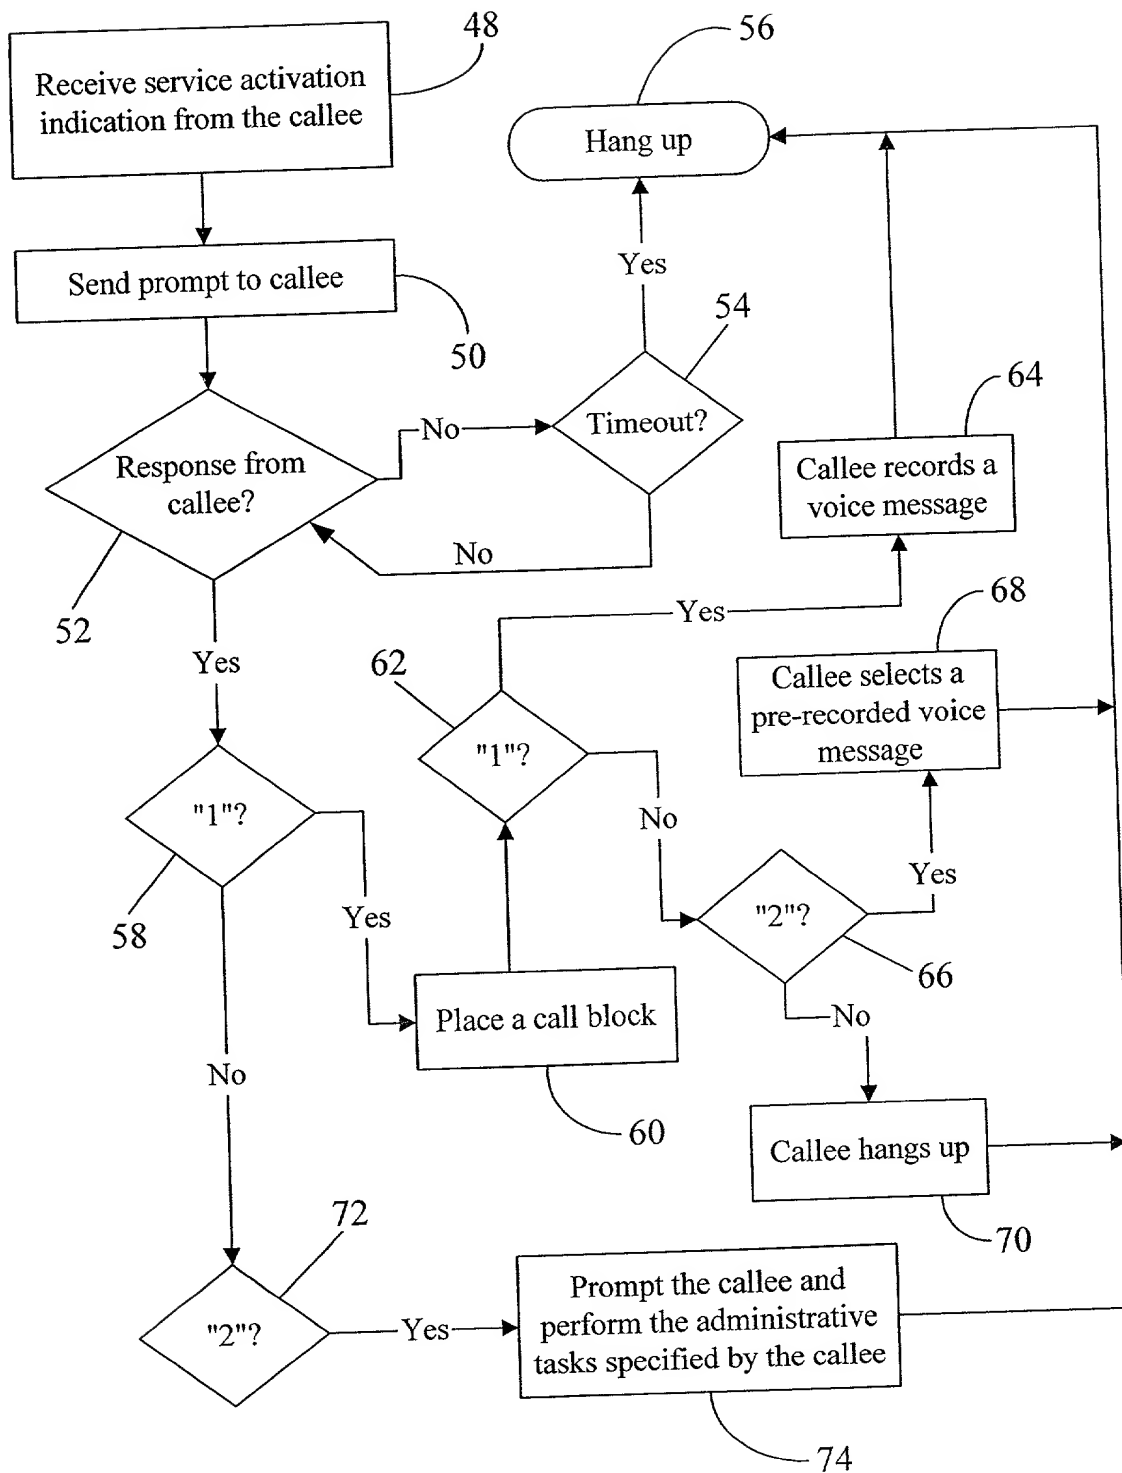 48
56
Receive service activation
indication from the callee
Hang up
Yes
Send prompt to callee
54
50
64
No
Timeout?
Response from
callee?
Callee records a
voice message
No
68
Yes
52
62
Yes
Callee selects a
pre-recorded voice
message
"1"?
"1"?
No
Yes
Yes
"2"?
58
66
Place a call block
No
No
60
Callee hangs up
72
70
Prompt the callee and
perform the administrative
tasks specified by the callee
"2"?
Yes
74